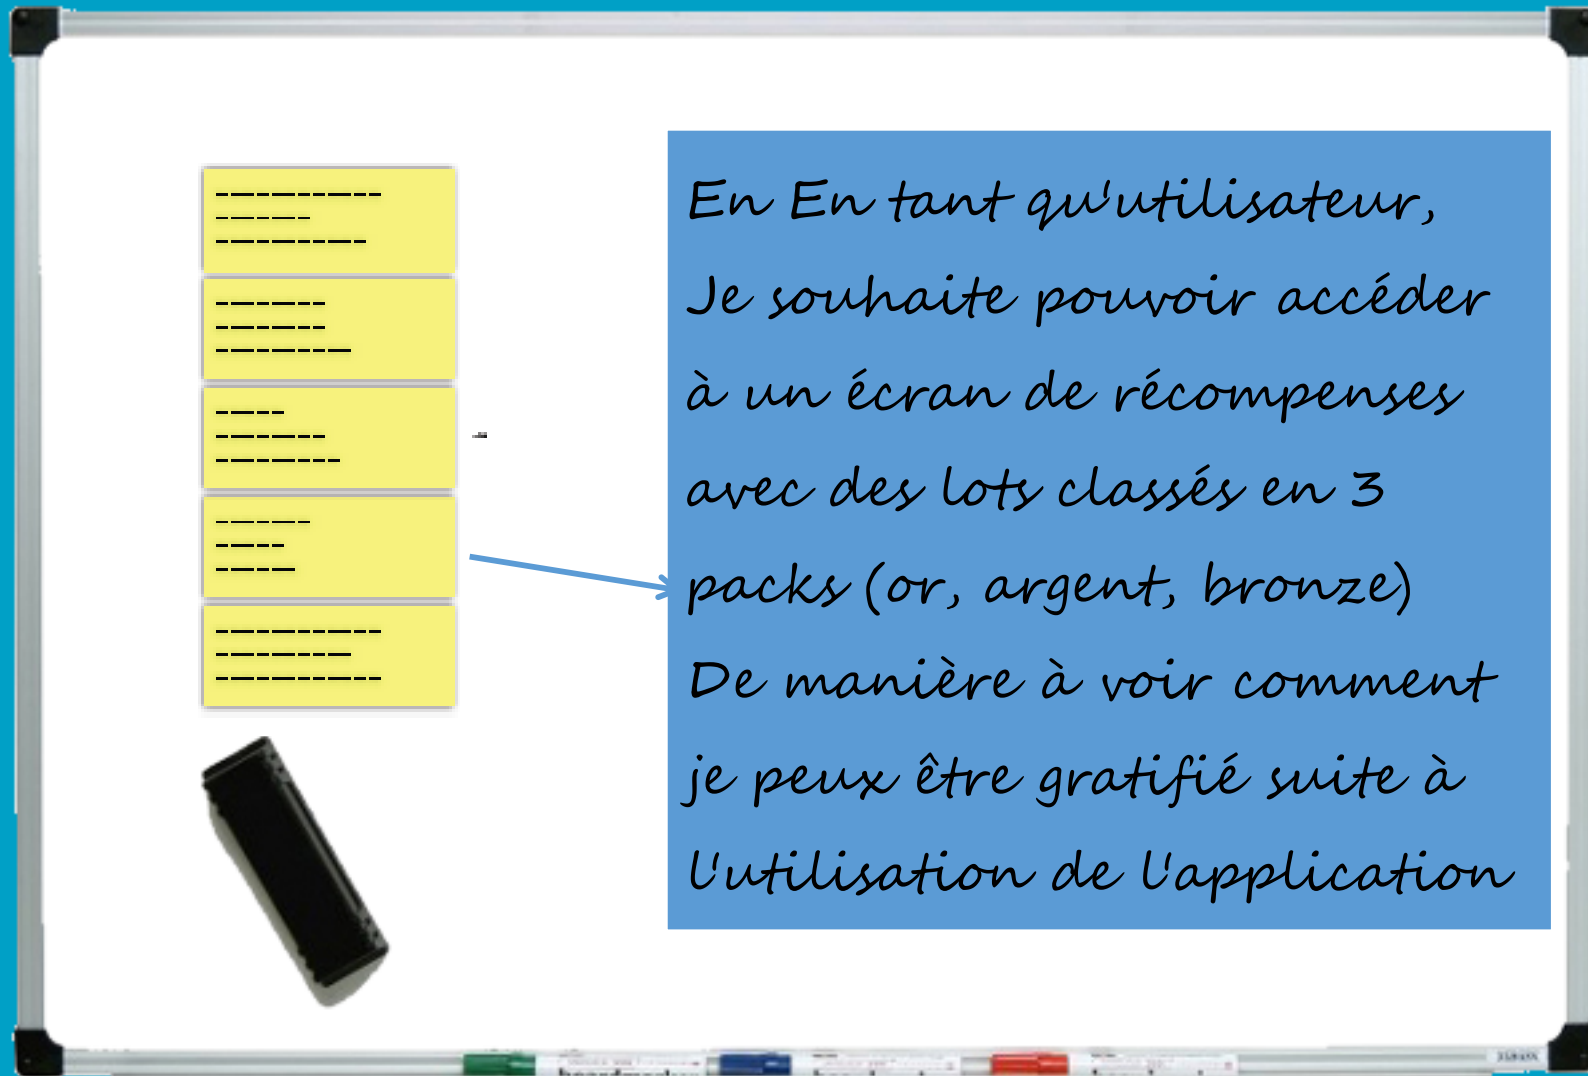 En En tant qu'utilisateur,
Je souhaite pouvoir accéder
à un écran de récompenses
avec des lots classés en 3
packs (or, argent, bronze)
De manière à voir comment
je peux être gratifié suite à
l'utilisation de l'application